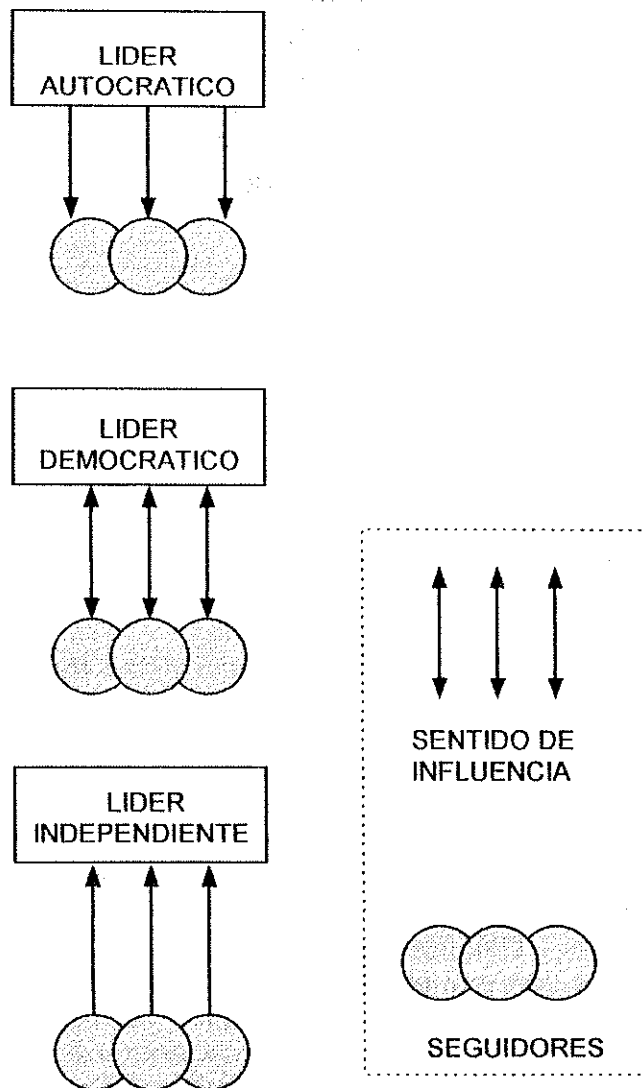 LIDER
AUTOCRATICO
LIDER
DEMOCRATICO
LIDER
INDEPENDIENTE
SENTIDO DE
INFLUENCIA
SEGUIDORES